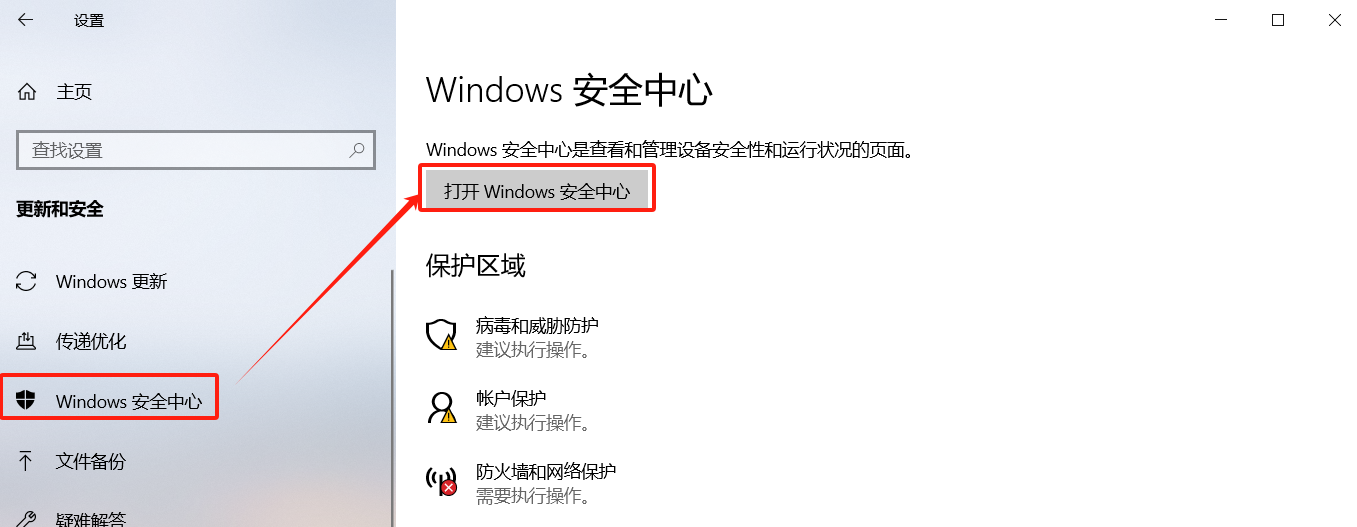 设置
主页
查找设置
更新和安全
Windows 更新
传递优化
Windows 安全中心
文件备份
疑难解答
Windows 安全中心
Windows 安全中心是查看和管理设备安全性和运行状况的页面。
打开 Windows 安全中心
保护区域
病毒和威胁防护
建议执行操作。
帐户保护
建议执行操作。
防火墙和网络保护
需要执行操作。